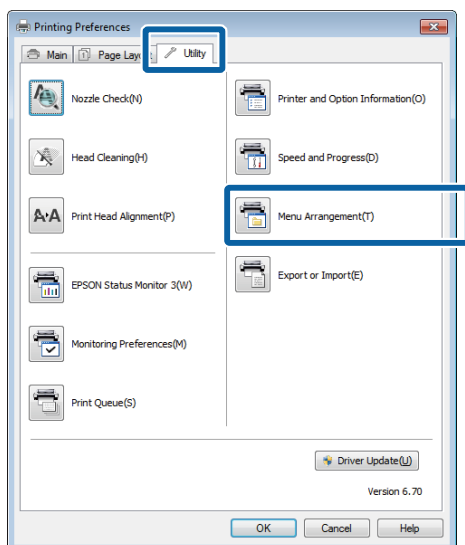 Printing Preferences
Main
Page Lay
Utility
Nozzle Check(N)
Printer and Option Information(O)
Head Cleaning(H)
Speed and Progress(D)
Print Head Alignment(P)
Menu Arrangement(T)
EPSON Status Monitor 3(W)
Export or Import(E)
Monitoring Preferences(M)
Print Queue(S)
Driver Update(U)
Version 6.70
OK
Cancel
Help